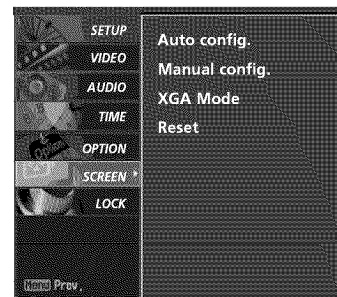 SETUP
VIDEO
AUDIO
TIME
OPTION
SCREEN
LOCK
Auto config.
Manual config.
XGA Mode
Reset
Menu Prev.